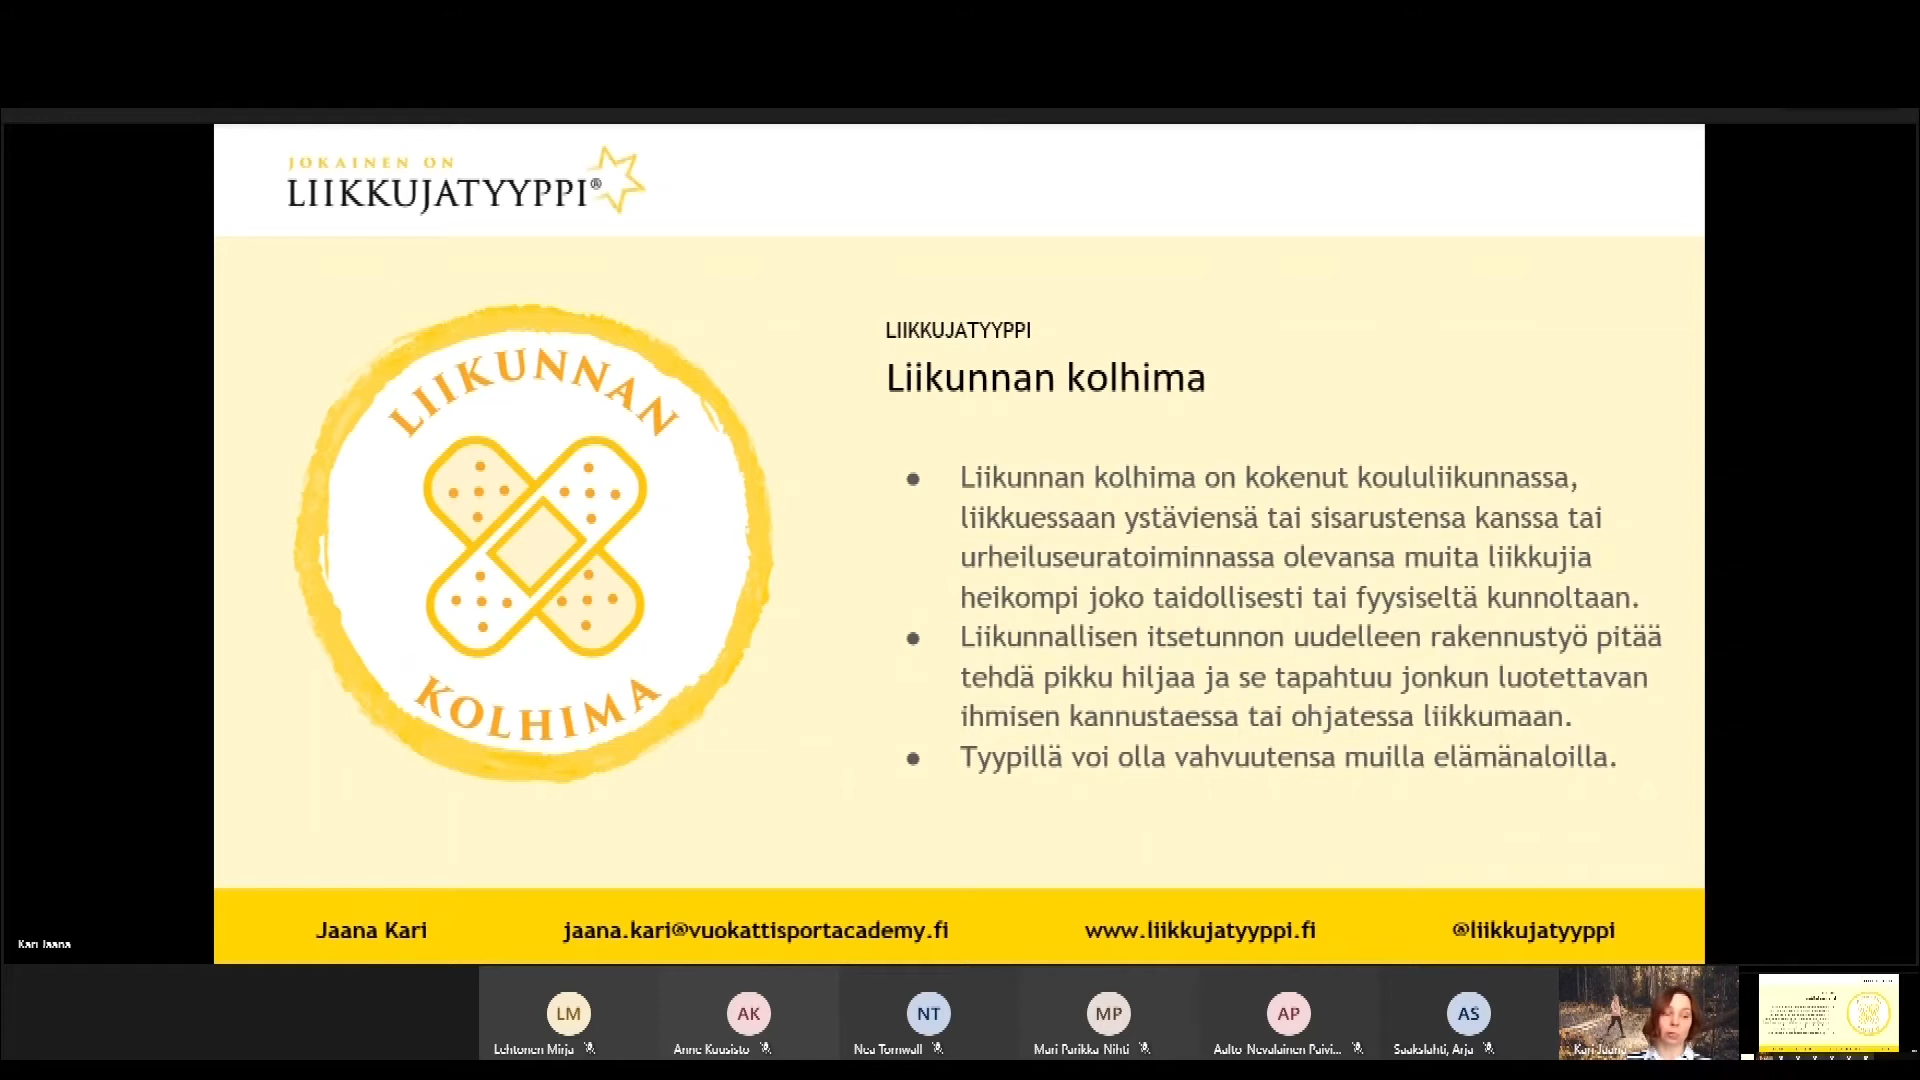 JOKAINEN ON
LIIKKUJATYYPPI®
LIIKUNNAN
KOLHIMA
LIIKKUJATYYPPI
Liikunnan kolhima
● Liikunnan kolhima on kokenut koululiikunnassa,
liikkuessaan ystäviensä tai sisarustensa kanssa tai
urheiluseuratoiminnassa olevansa muita liikkujia
heikompi joko taidollisesti tai fyysiseltä kunnoltaan.
● Liikunnallisen itsetunnon uudelleen rakennustyö pitää
tehdä pikku hiljaa ja se tapahtuu jonkun luotettavan
ihmisen kannustaessa tai ohjatessa liikkumaan.
● Tyypillä voi olla vahvuutensa muilla elämänaloilla.
Jaana Kari
jaana.kari@vuokattisportacademy.fi
www.liikkujatyyppi.fi
@liikkujatyyppi
Kari Jaana
LM
Lehtonen Mirja
AK
Anne Kuusisto
NT
Nea Törnwall
MP
Mari Parikka-Nihti
AP
Aalto-Nevalainen Päivi...
AS
Sääkslahti, Arja
Kari Jaana